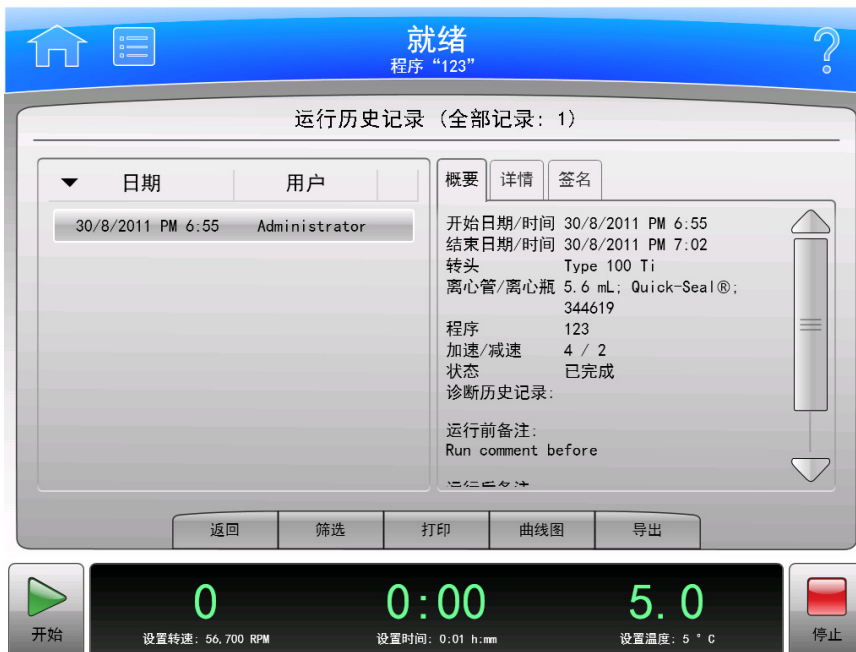 就绪
程序“123”
?
运行历史记录 (全部记录: 1)
日期 用户
30/8/2011 PM 6:55 Administrator
概要 详情 签名
开始日期/时间 30/8/2011 PM 6:55
结束日期/时间 30/8/2011 PM 7:02
转头 Type 100 Ti
离心管/离心瓶 5.6 mL; Quick-Seal®;
344619
程序 123
加速/减速 4 / 2
状态 已完成
诊断历史记录:
运行前备注:
Run comment before
返回 筛选 打印 曲线图 导出
开始
0 0:00 5.0
设置转速: 56,700 RPM 设置时间: 0:01 h:mm 设置温度: 5 °C
停止